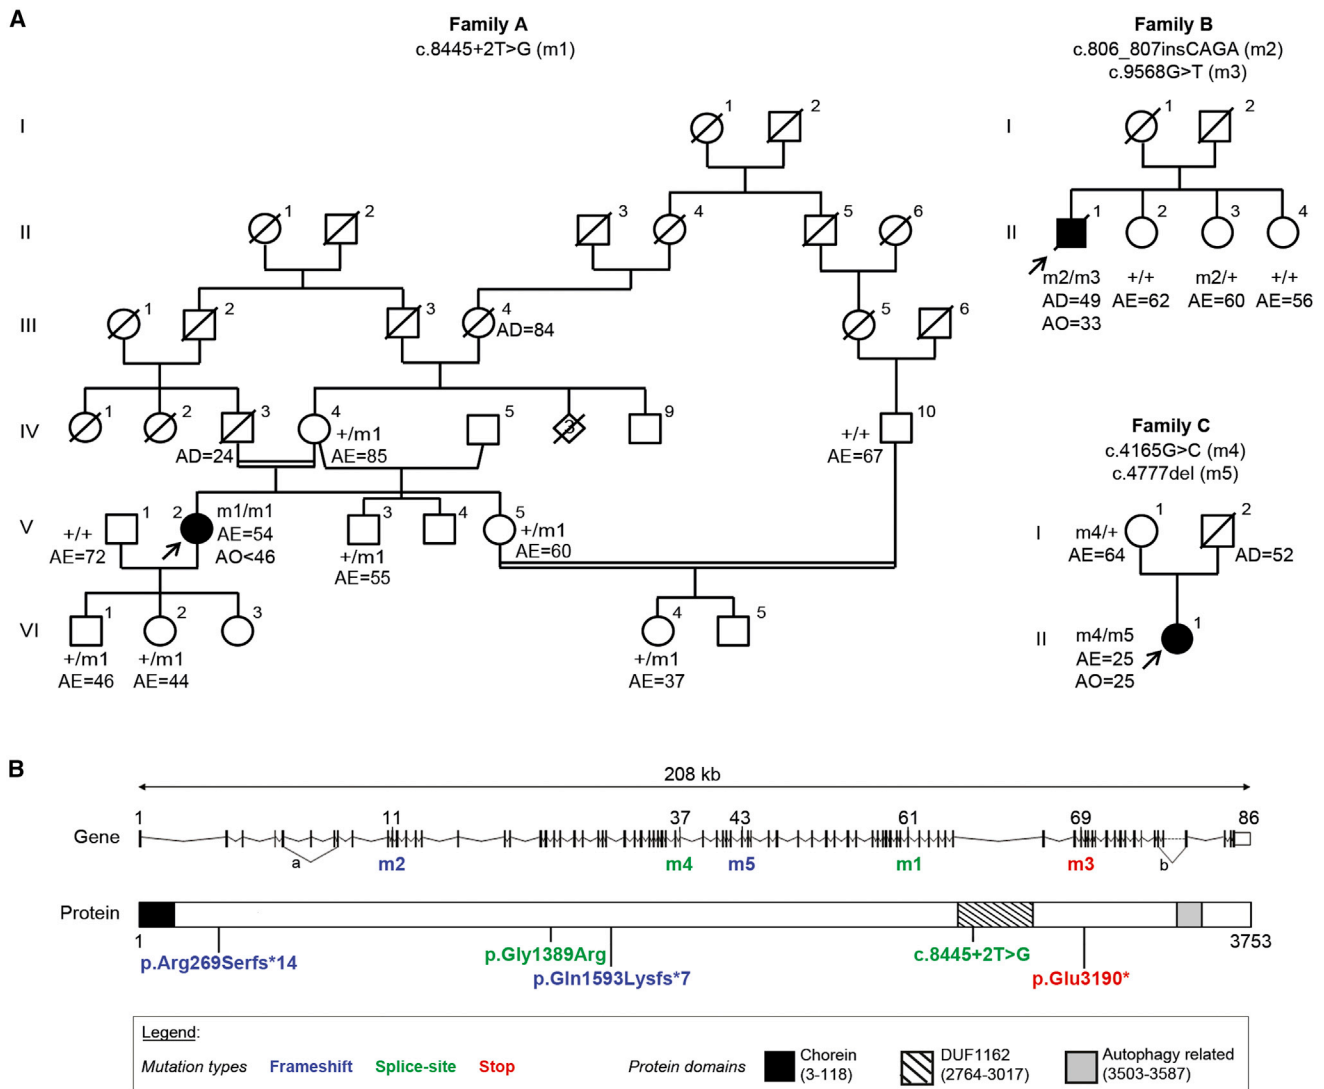 A
Family A
c.8445+2T>G (m1)
Family B
c.806_807insCAGA (m2)
c.9568G>T (m3)
I
1 2
I
1 2
II
1 2 3 4 5 6
II
1 2 3 4
m2/m3 +/+ m2/+ +/+
AD=49 AE=62 AE=60 AE=56
AO=33
III
1 2 3 4 5 6
AD=84
IV
1 2 3 4 5 3 9 10
+/m1 +/+
AD=24 AE=85 AE=67
Family C
c.4165G>C (m4)
c.4777del (m5)
V
1 2 3 4 5
m1/m1
+/+ AE=54 +/m1
AE=72 AO<46 +/m1 AE=60
AE=55
I
1 2
m4/+
AE=64 AD=52
VI
1 2 3 4 5
+/m1 +/m1 +/m1
AE=46 AE=44 AE=37
II
1
m4/m5
AE=25
AO=25
B
208 kb
1 11 37 43 61 69 86
Gene
a b
m2 m4 m5 m1 m3
Protein
1 3753
p.Arg269Serfs*14 p.Gly1389Arg c.8445+2T>G
p.Gln1593Lysfs*7 p.Glu3190*
Legend:
Mutation types Frameshift Splice-site Stop Protein domains
Chorein
(3-118)
DUF1162
(2764-3017)
Autophagy related
(3503-3587)